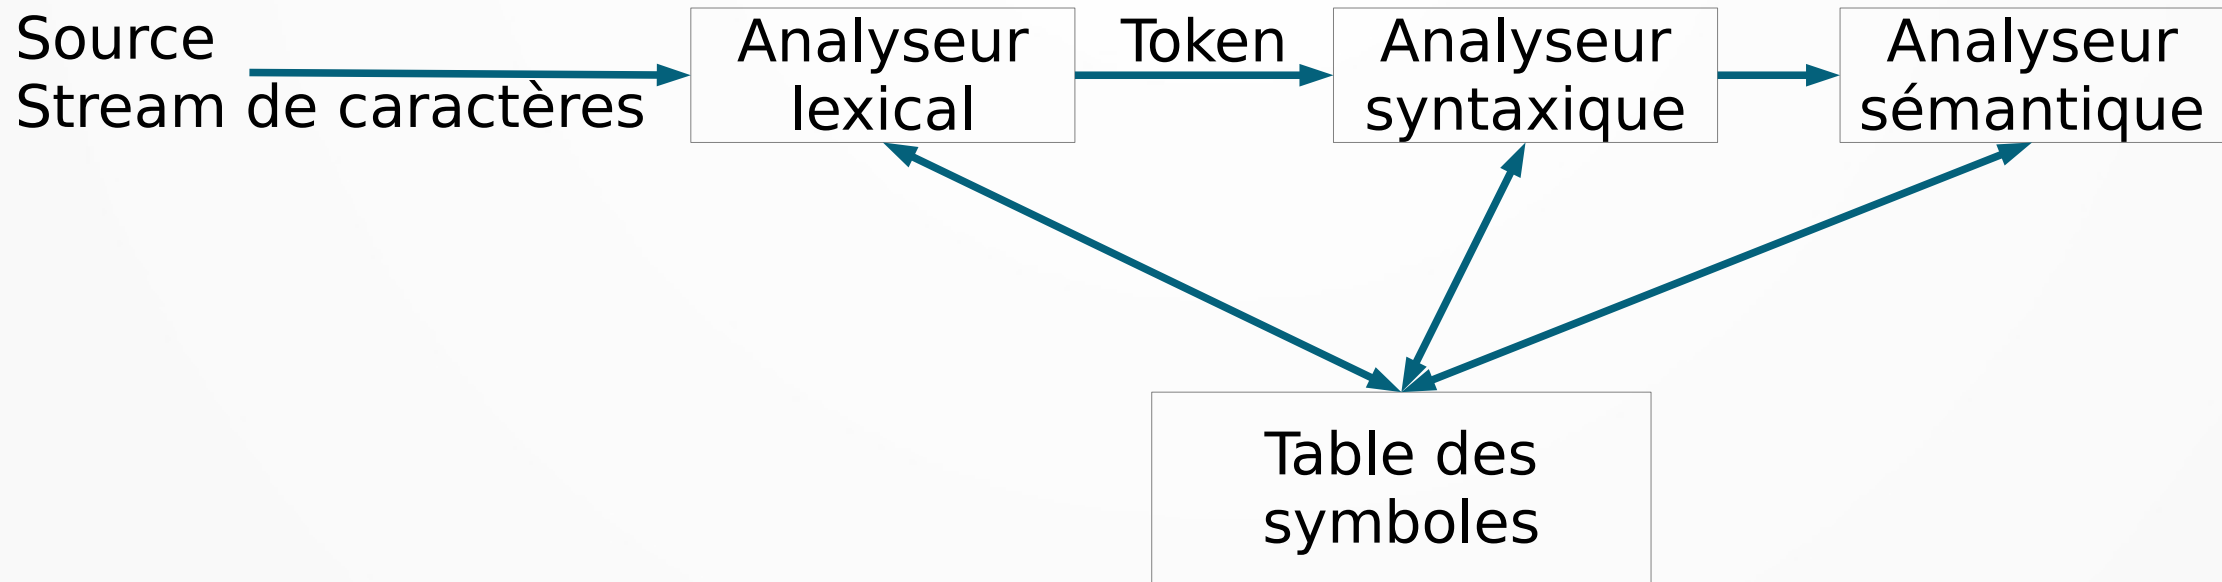 Source
Stream de caractères
Analyseur
lexical
Token
Analyseur
syntaxique
Analyseur
sémantique
Table des
symboles